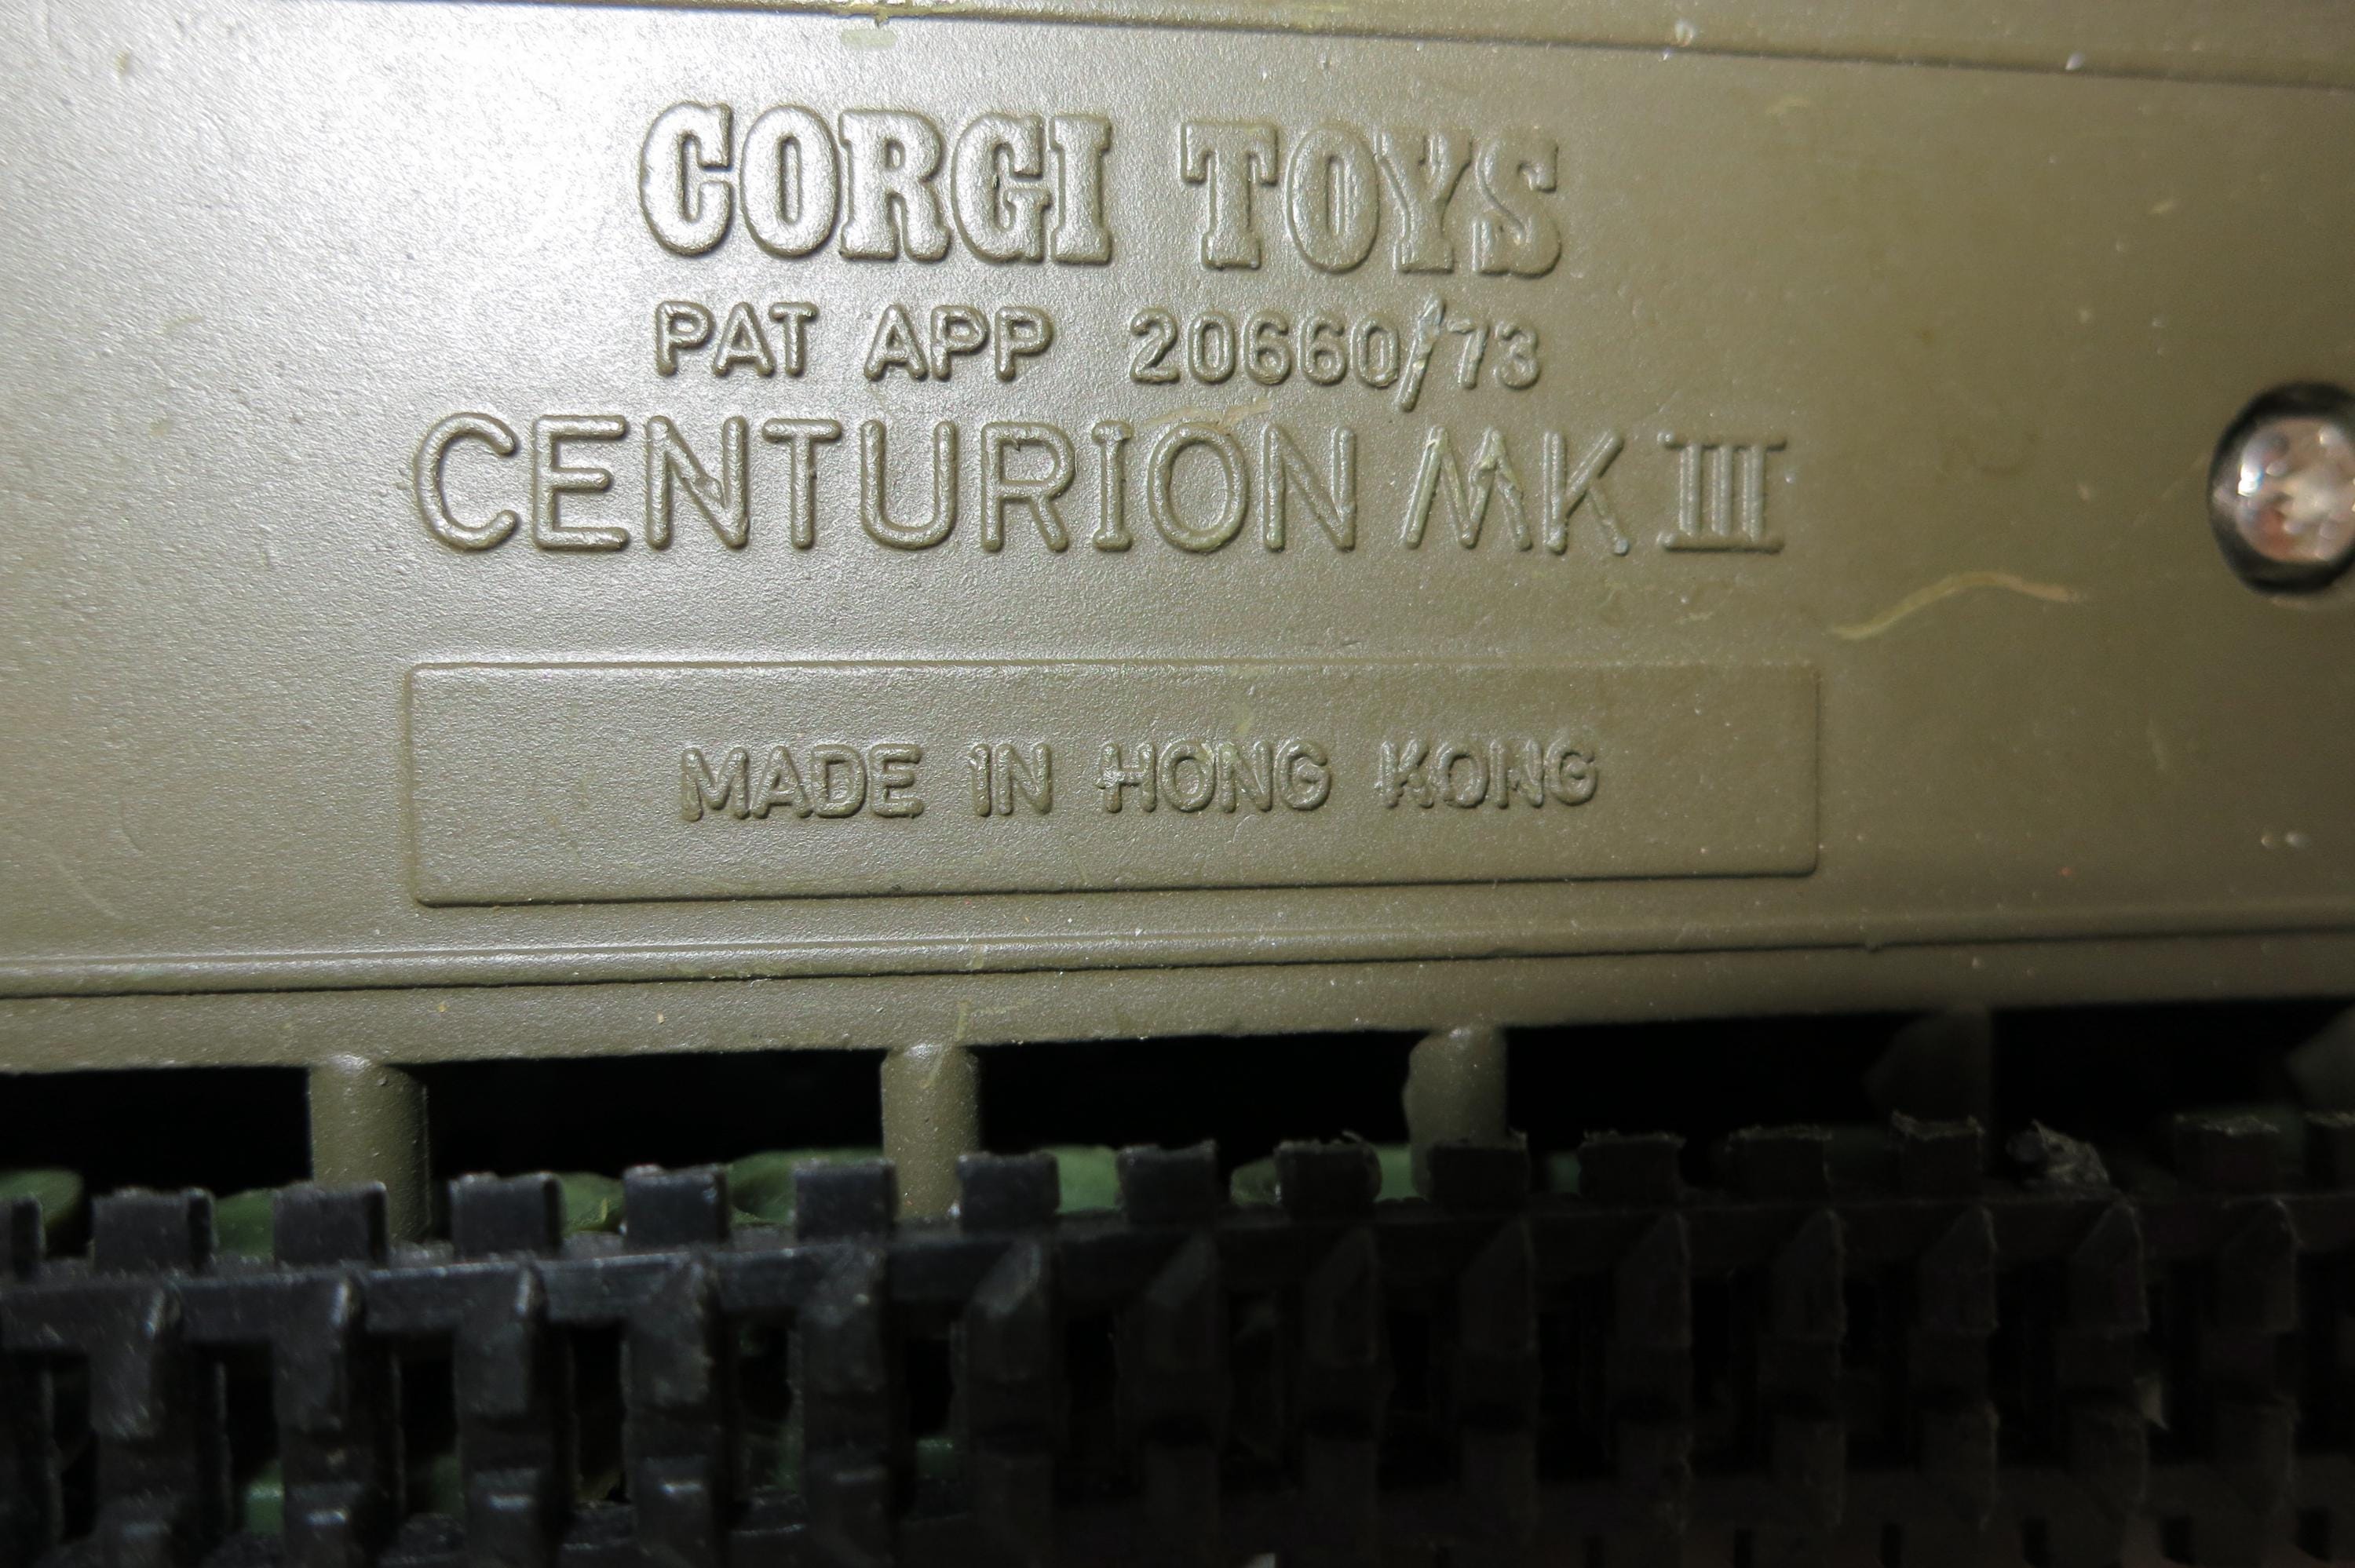 CORGI TOYS
PAT APP 20660/73
CENTURION MK III
MADE IN HONG KONG